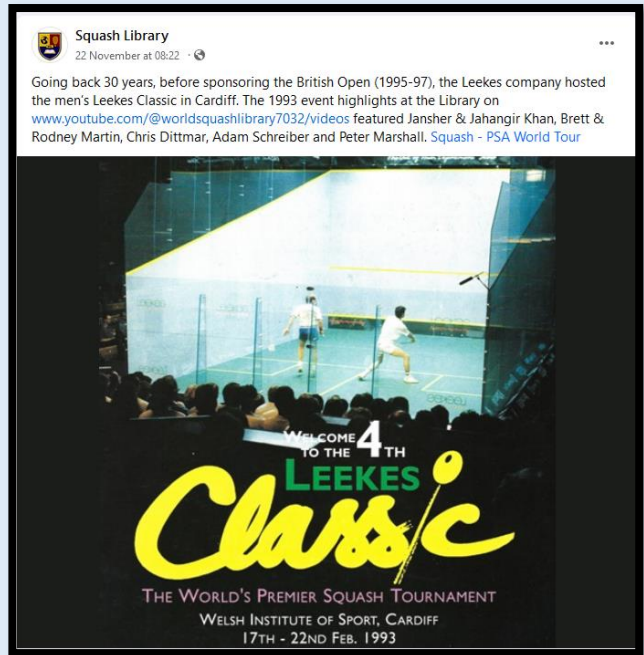 Squash Library
22 November at 08:22 ·
Going back 30 years, before sponsoring the British Open (1995-97), the Leekes company hosted
the men's Leekes Classic in Cardiff. The 1993 event highlights at the Library on
www.youtube.com/@worldsquashlibrary7032/videos featured Jansher & Jahangir Khan, Brett &
Rodney Martin, Chris Dittmar, Adam Schreiber and Peter Marshall. Squash - PSA World Tour
LEEKES
WELCOME
TO THE 4TH
LEEKES
Classic
THE WORLD'S PREMIER SQUASH TOURNAMENT
WELSH INSTITUTE OF SPORT, CARDIFF
17TH - 22ND FEB. 1993